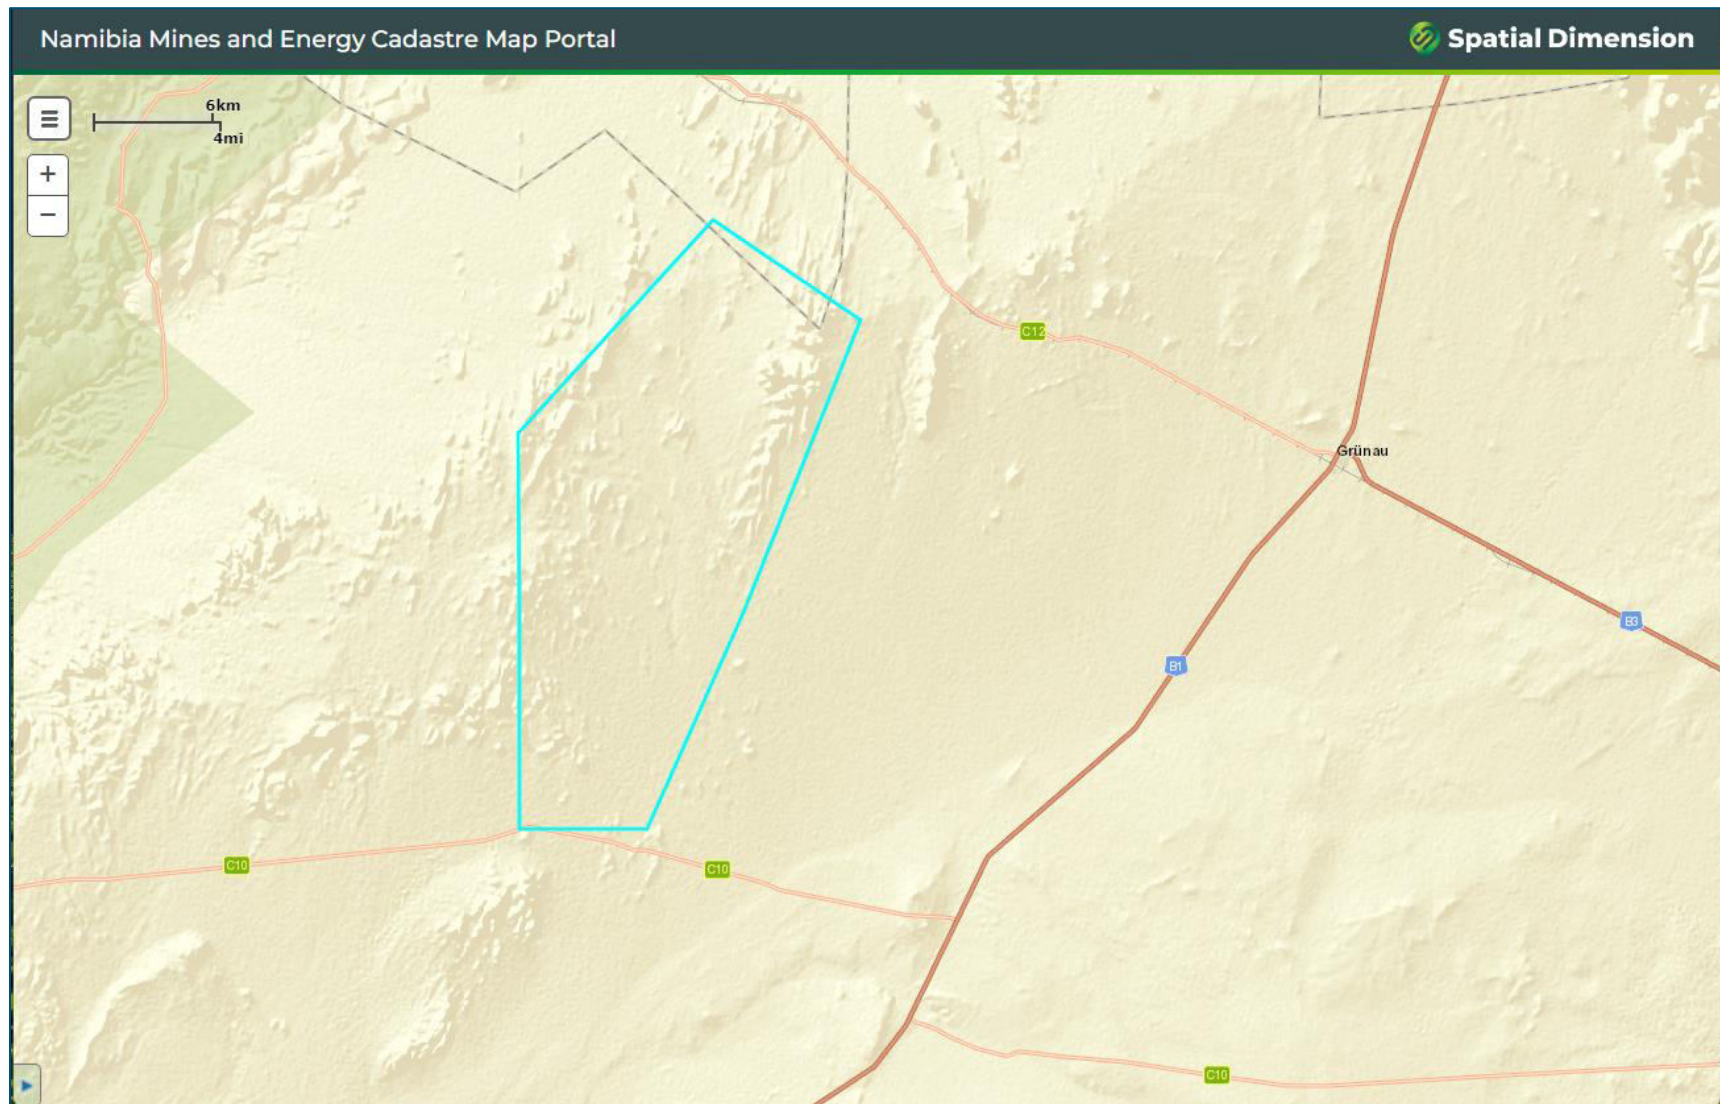 Namibia Mines and Energy Cadastre Map Portal
Spatial Dimension
6km
4mi
+
−
C12
Grünau
B3
B1
C10
C10
C10